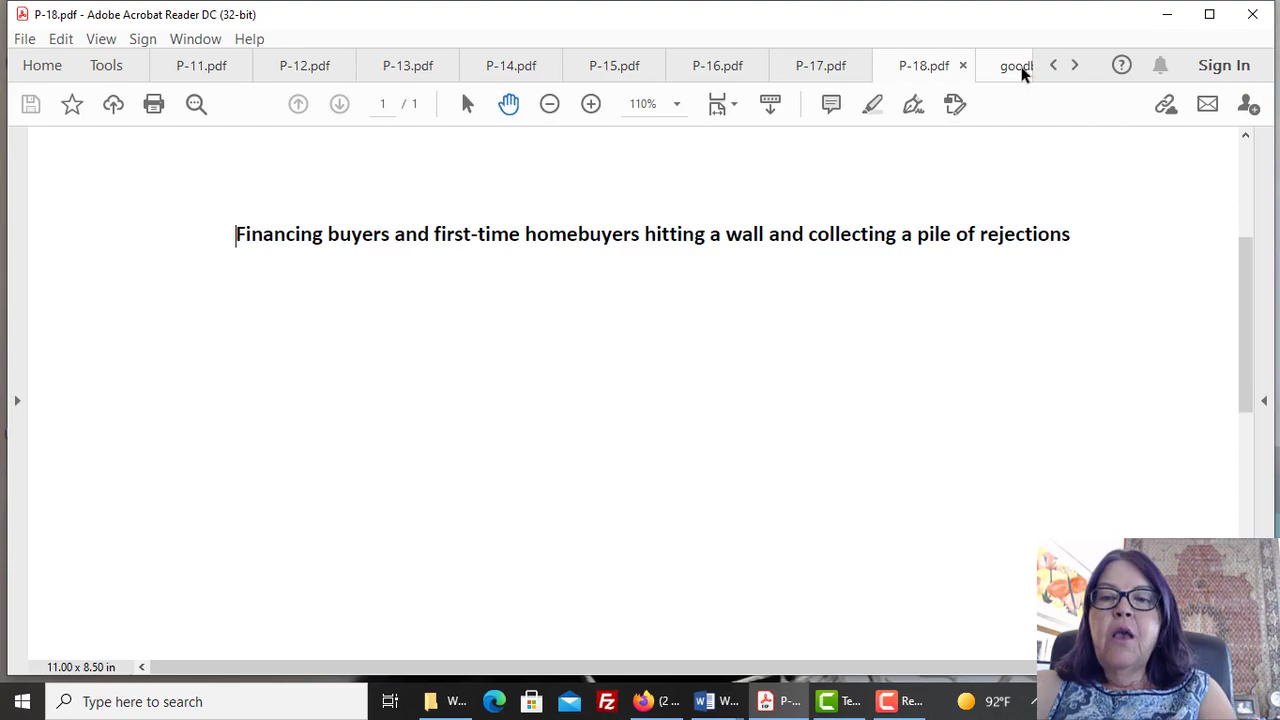 P-18.pdf - Adobe Acrobat Reader DC (32-bit)
File Edit View Sign Window Help
Home Tools P-11.pdf P-12.pdf P-13.pdf P-14.pdf P-15.pdf P-16.pdf P-17.pdf P-18.pdf Sign In
1 / 1 110%
Financing buyers and first-time homebuyers hitting a wall and collecting a pile of rejections
11.00 x 8.50 in
Type here to search W... (2 ... W... P-... Te... Re... 92°F